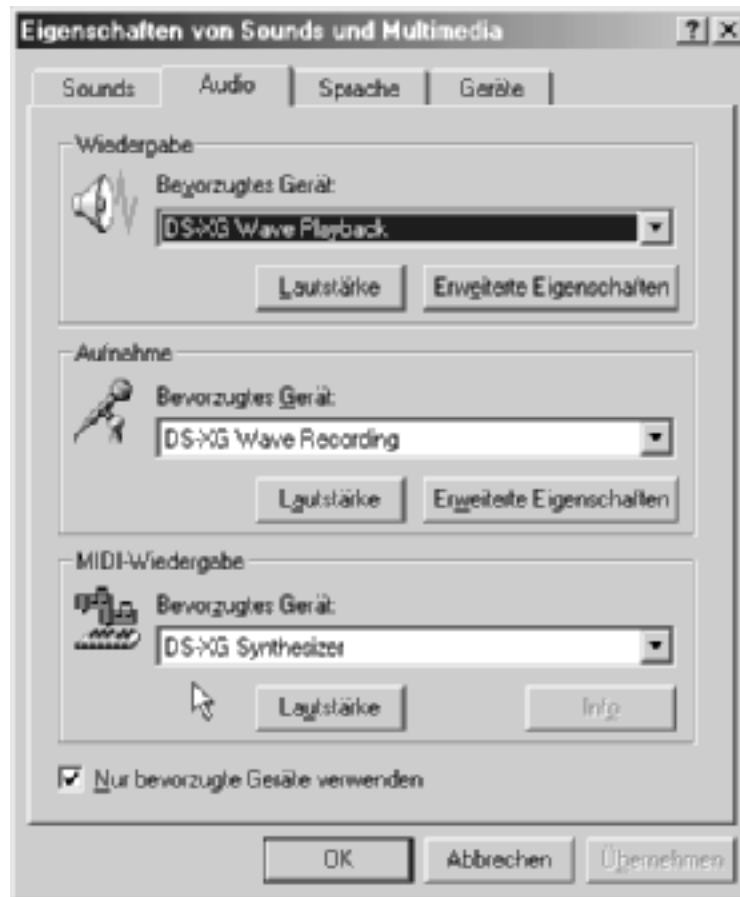 Eigenschaften von Sounds und Multimedia
Sounds Audio Sprache Geräte
Wiedergabe
Bevorzugtes Gerät:
DS-XG Wave Playback
Lautstärke Erweiterte Eigenschaften
Aufnahme
Bevorzugtes Gerät:
DS-XG Wave Recording
Lautstärke Erweiterte Eigenschaften
MIDI-Wiedergabe
Bevorzugtes Gerät:
DS-XG Synthesizer
Lautstärke Info
Nur bevorzugte Geräte verwenden
OK Abbrechen Übernehmen